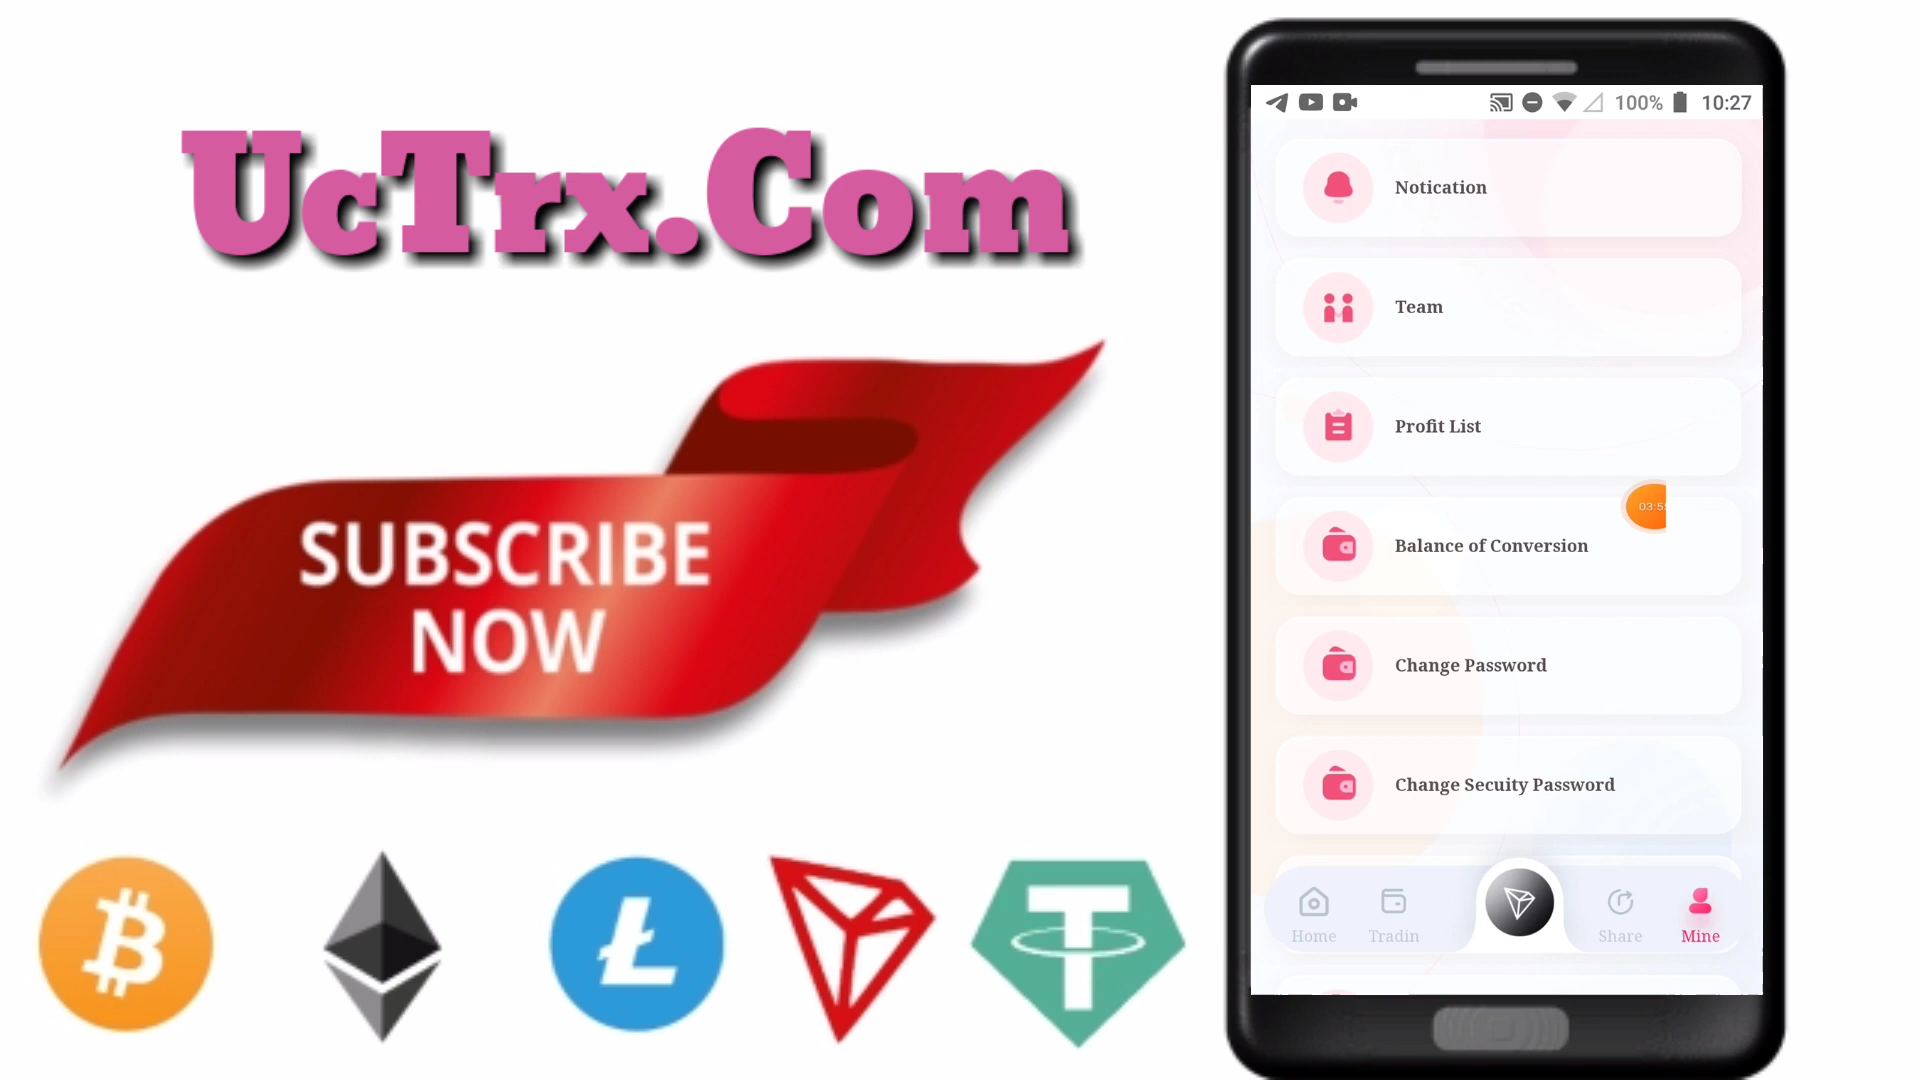 UcTrx.Com
SUBSCRIBE
NOW
100% 10:27
Notication
Team
Profit List
Balance of Conversion
Change Password
Change Secuity Password
Home
Tradin
Share
Mine